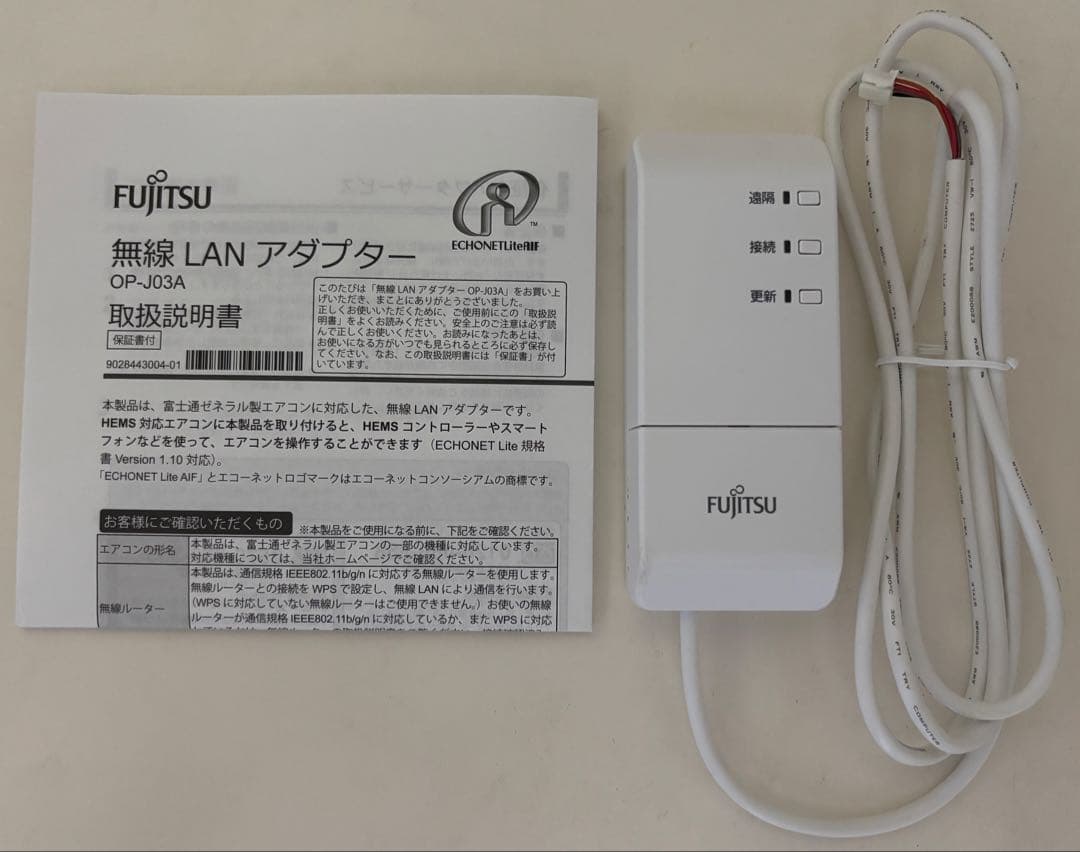 FUJITSU
ECHONETLiteAIF
TM
無線 LAN アダプター
OP-J03A
取扱説明書
保証書付
9028443004-01
このたびは「無線 LAN アダプター OP-J03A」をお買い上
げいただき、まことにありがとうございました。
正しくお使いいただくために、ご使用前にこの「取扱説
明書」をよくお読みください。安全上のご注意は必ず読
んで正しくお使いください。お読みになったあとは、
お使いになる方がいつでも見られるところに必ず保存し
てください。なお、この取扱説明書には「保証書」が付
いています。
本製品は、富士通ゼネラル製エアコンに対応した、無線 LAN アダプターです。
HEMS 対応エアコンに本製品を取り付けると、HEMS コントローラーやスマート
フォンなどを使って、エアコンを操作することができます（ECHONET Lite 規格
書 Version 1.10 対応）。
「ECHONET Lite AIF」とエコーネットロゴマークはエコーネットコンソーシアムの商標です。
お客様にご確認いただくもの ※本製品をご使用になる前に、下記をご確認ください。
エアコンの形名
本製品は、富士通ゼネラル製エアコンの一部の機種に対応しています。
対応機種については、当社ホームページでご確認ください。
無線ルーター
本製品は、通信規格 IEEE802.11b/g/n に対応する無線ルーターを使用します。
無線ルーターとの接続を WPS で設定し、無線 LAN により通信を行います。
（WPS に対応していない無線ルーターはご使用できません。）お使いの無線
ルーターが通信規格 IEEE802.11b/g/n に対応しているか、また WPS に対応
遠隔
接続
更新
FUJITSU
COMPUTER
E200088 STYLE 2725 VW-1